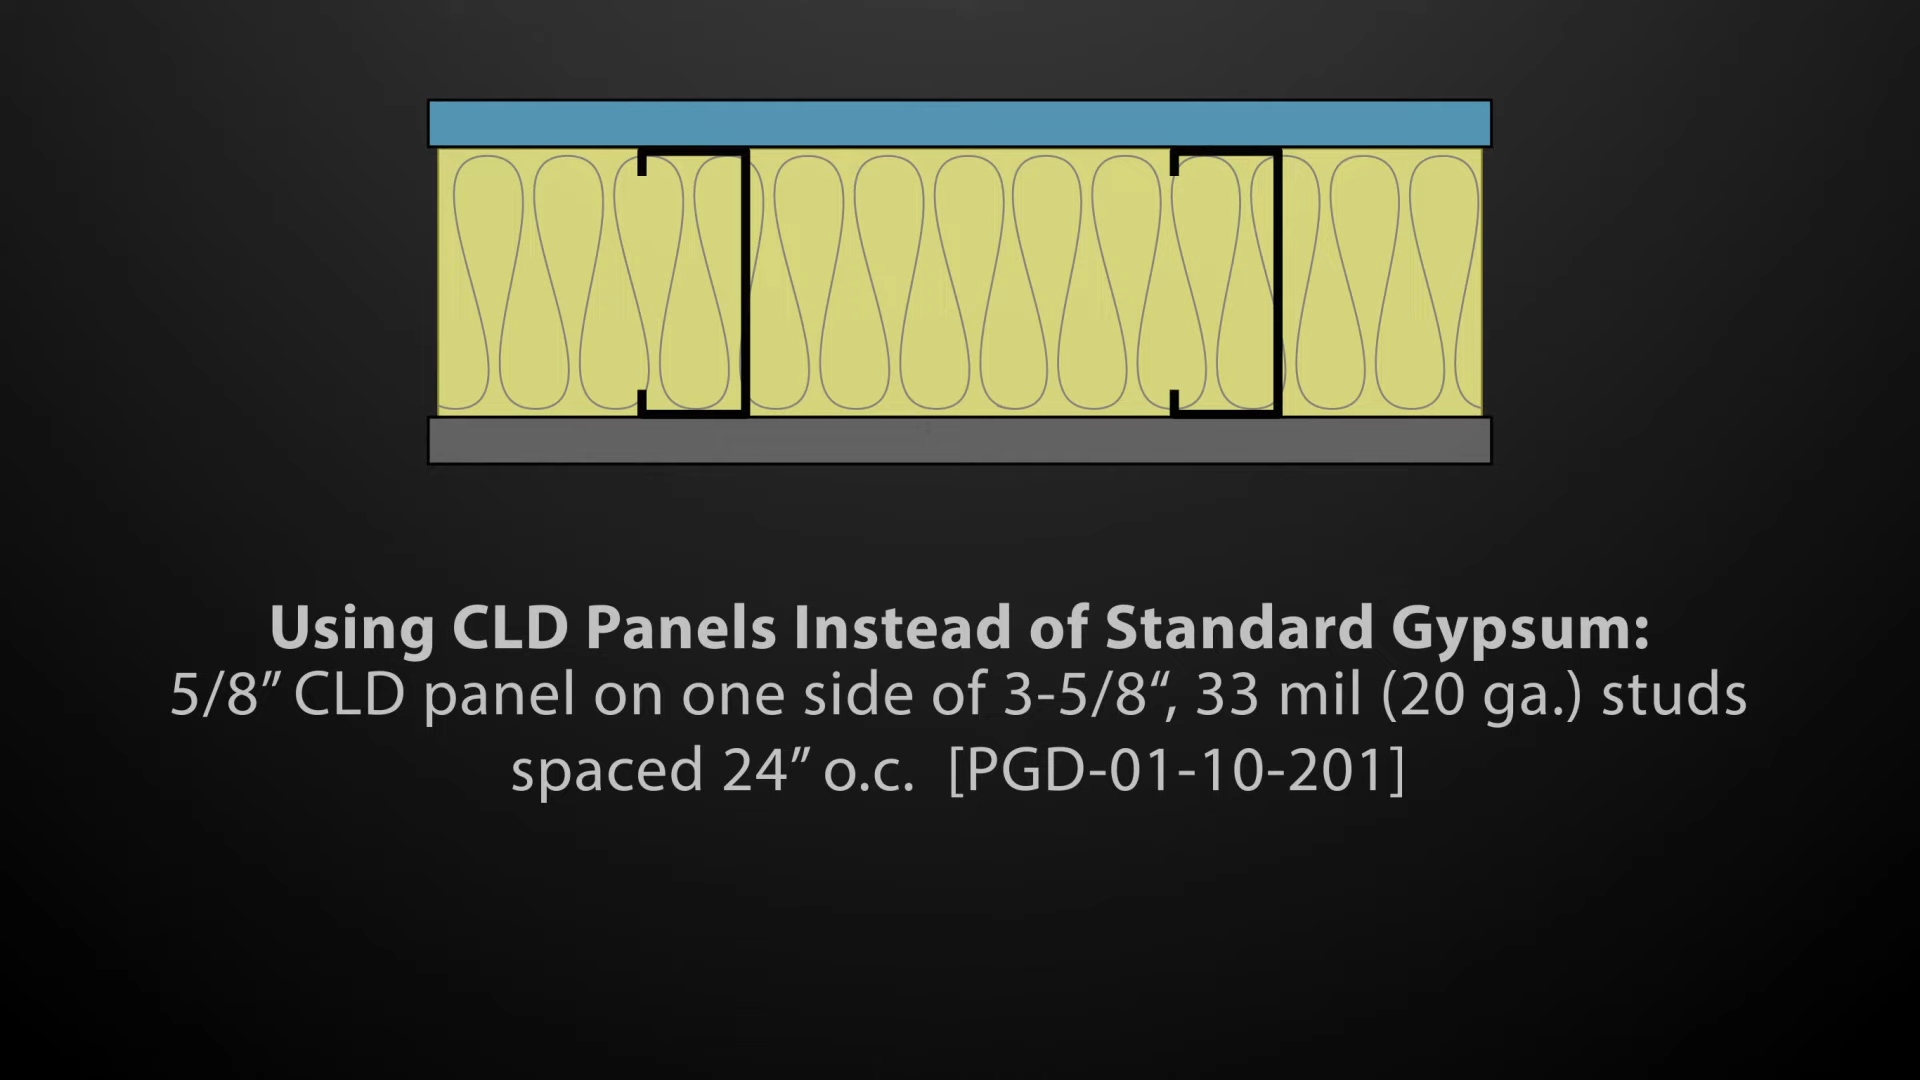 Using CLD Panels Instead of Standard Gypsum:
5/8” CLD panel on one side of 3-5/8“, 33 mil (20 ga.) studs
spaced 24” o.c. [PGD-01-10-201]